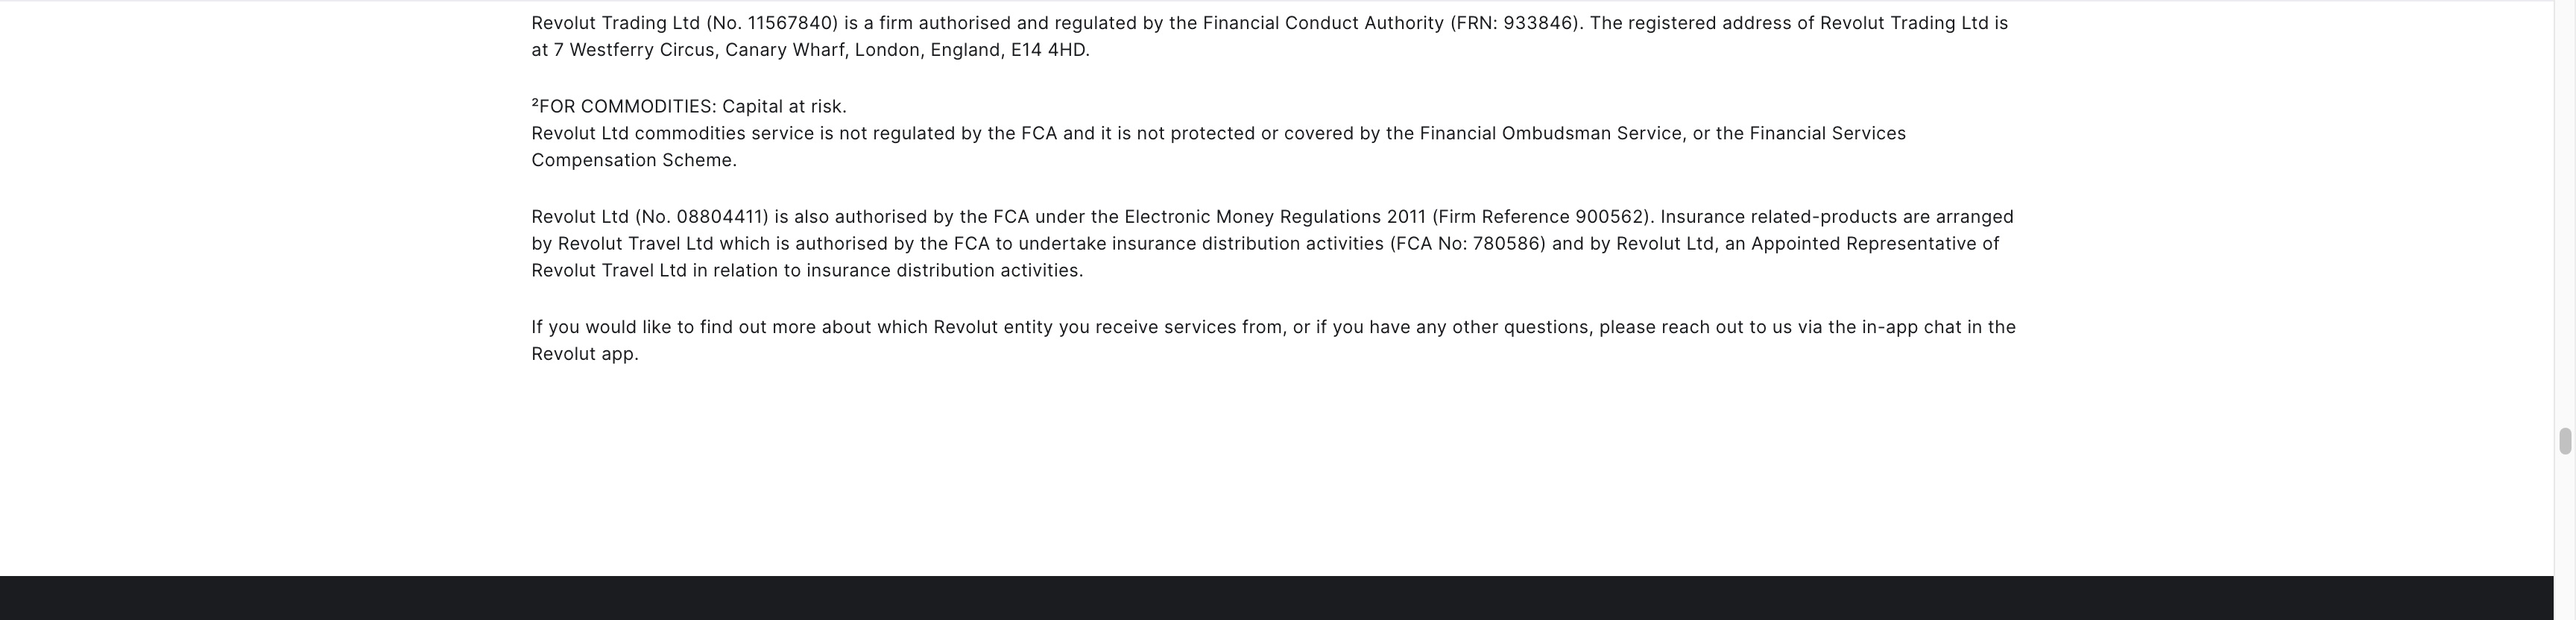 Revolut Trading Ltd (No. 11567840) is a firm authorised and regulated by the Financial Conduct Authority (FRN: 933846). The registered address of Revolut Trading Ltd is
at 7 Westferry Circus, Canary Wharf, London, England, E14 4HD.
²FOR COMMODITIES: Capital at risk.
Revolut Ltd commodities service is not regulated by the FCA and it is not protected or covered by the Financial Ombudsman Service, or the Financial Services
Compensation Scheme.
Revolut Ltd (No. 08804411) is also authorised by the FCA under the Electronic Money Regulations 2011 (Firm Reference 900562). Insurance related-products are arranged
by Revolut Travel Ltd which is authorised by the FCA to undertake insurance distribution activities (FCA No: 780586) and by Revolut Ltd, an Appointed Representative of
Revolut Travel Ltd in relation to insurance distribution activities.
If you would like to find out more about which Revolut entity you receive services from, or if you have any other questions, please reach out to us via the in-app chat in the
Revolut app.